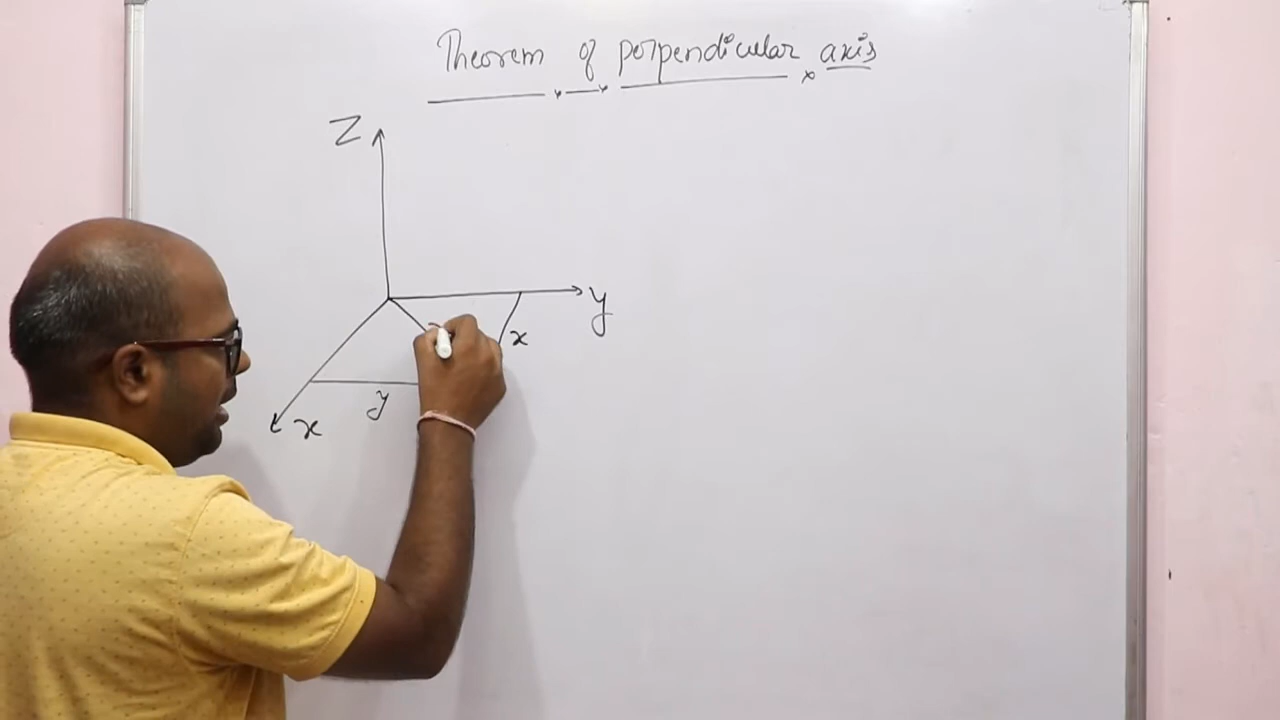 Theorem of perpendicular axis
Z
y
x
y
x